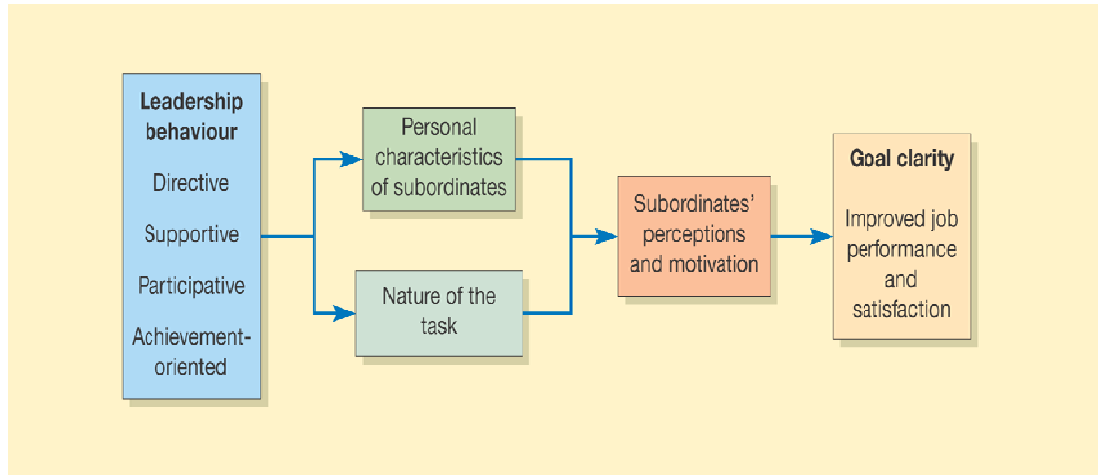 Leadership
behaviour
Directive
Supportive
Participative
Achievement-
oriented
Personal
characteristics
of subordinates
Nature of the
task
Subordinates’
perceptions
and motivation
Goal clarity
Improved job
performance
and
satisfaction